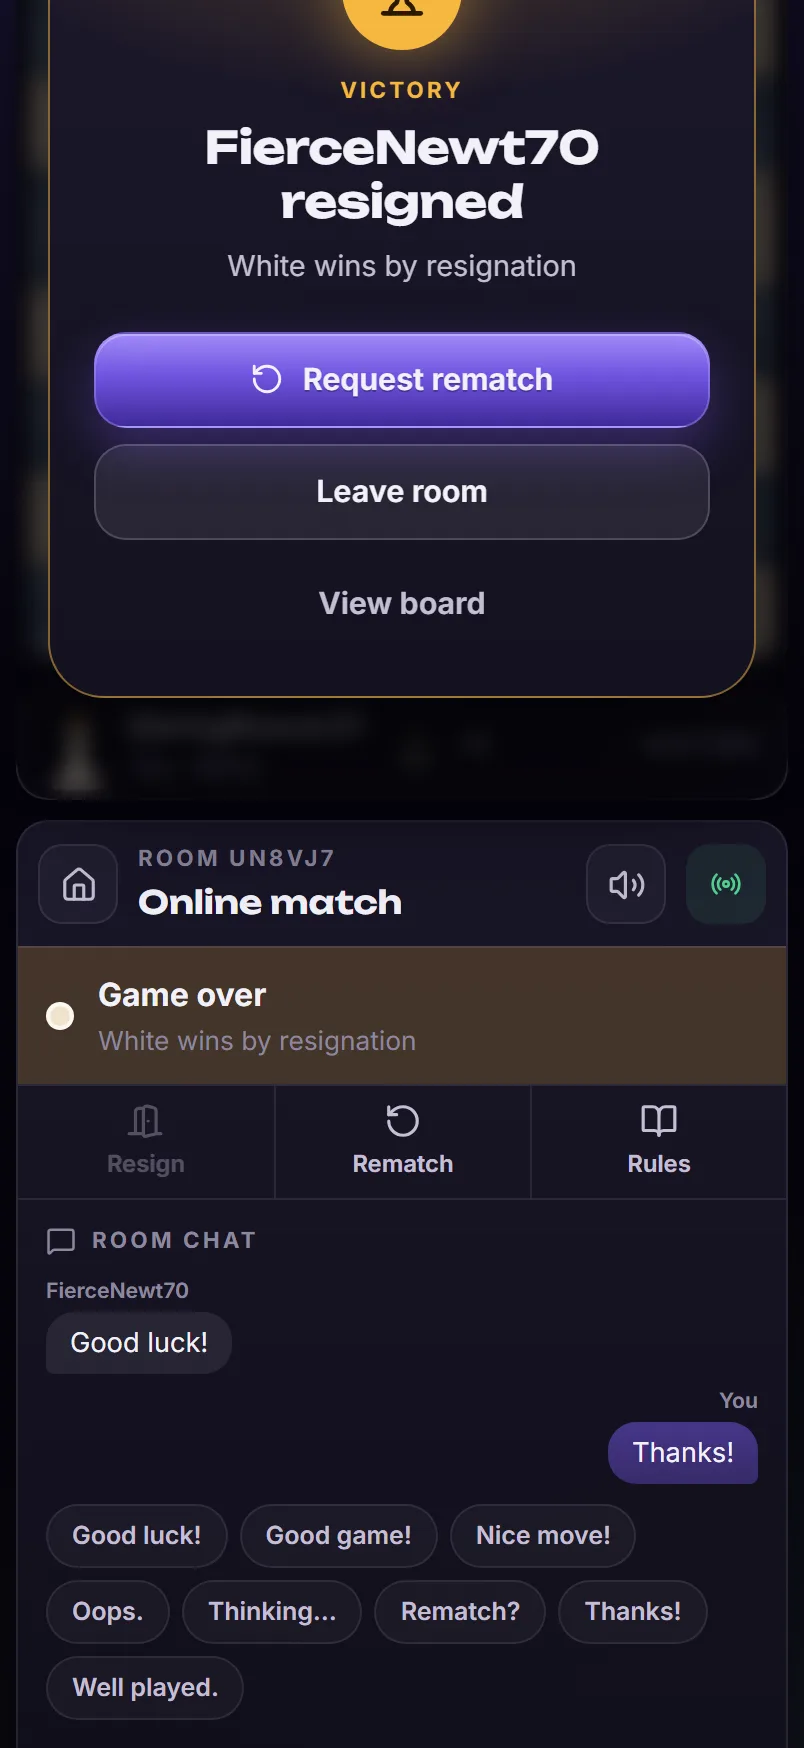 VICTORY
FierceNewt70
resigned
White wins by resignation
Request rematch
Leave room
View board
ROOM UN8VJ7
Online match
Game over
White wins by resignation
Resign
Rematch
Rules
ROOM CHAT
FierceNewt70
Good luck!
You
Thanks!
Good luck!
Good game!
Nice move!
Oops.
Thinking...
Rematch?
Thanks!
Well played.